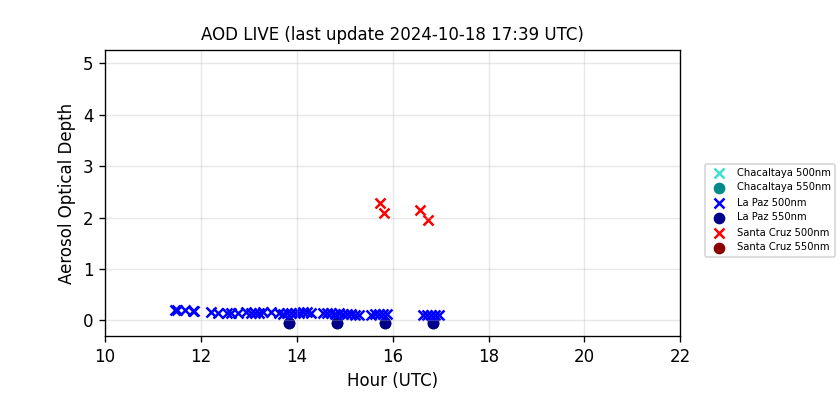 AOD LIVE (last update 2024-10-18 17:39 UTC)
5
4
3
2
1
0
Aerosol Optical Depth
10 12 14 16 18 20 22
Hour (UTC)
Chacaltaya 500nm
Chacaltaya 550nm
La Paz 500nm
La Paz 550nm
Santa Cruz 500nm
Santa Cruz 550nm